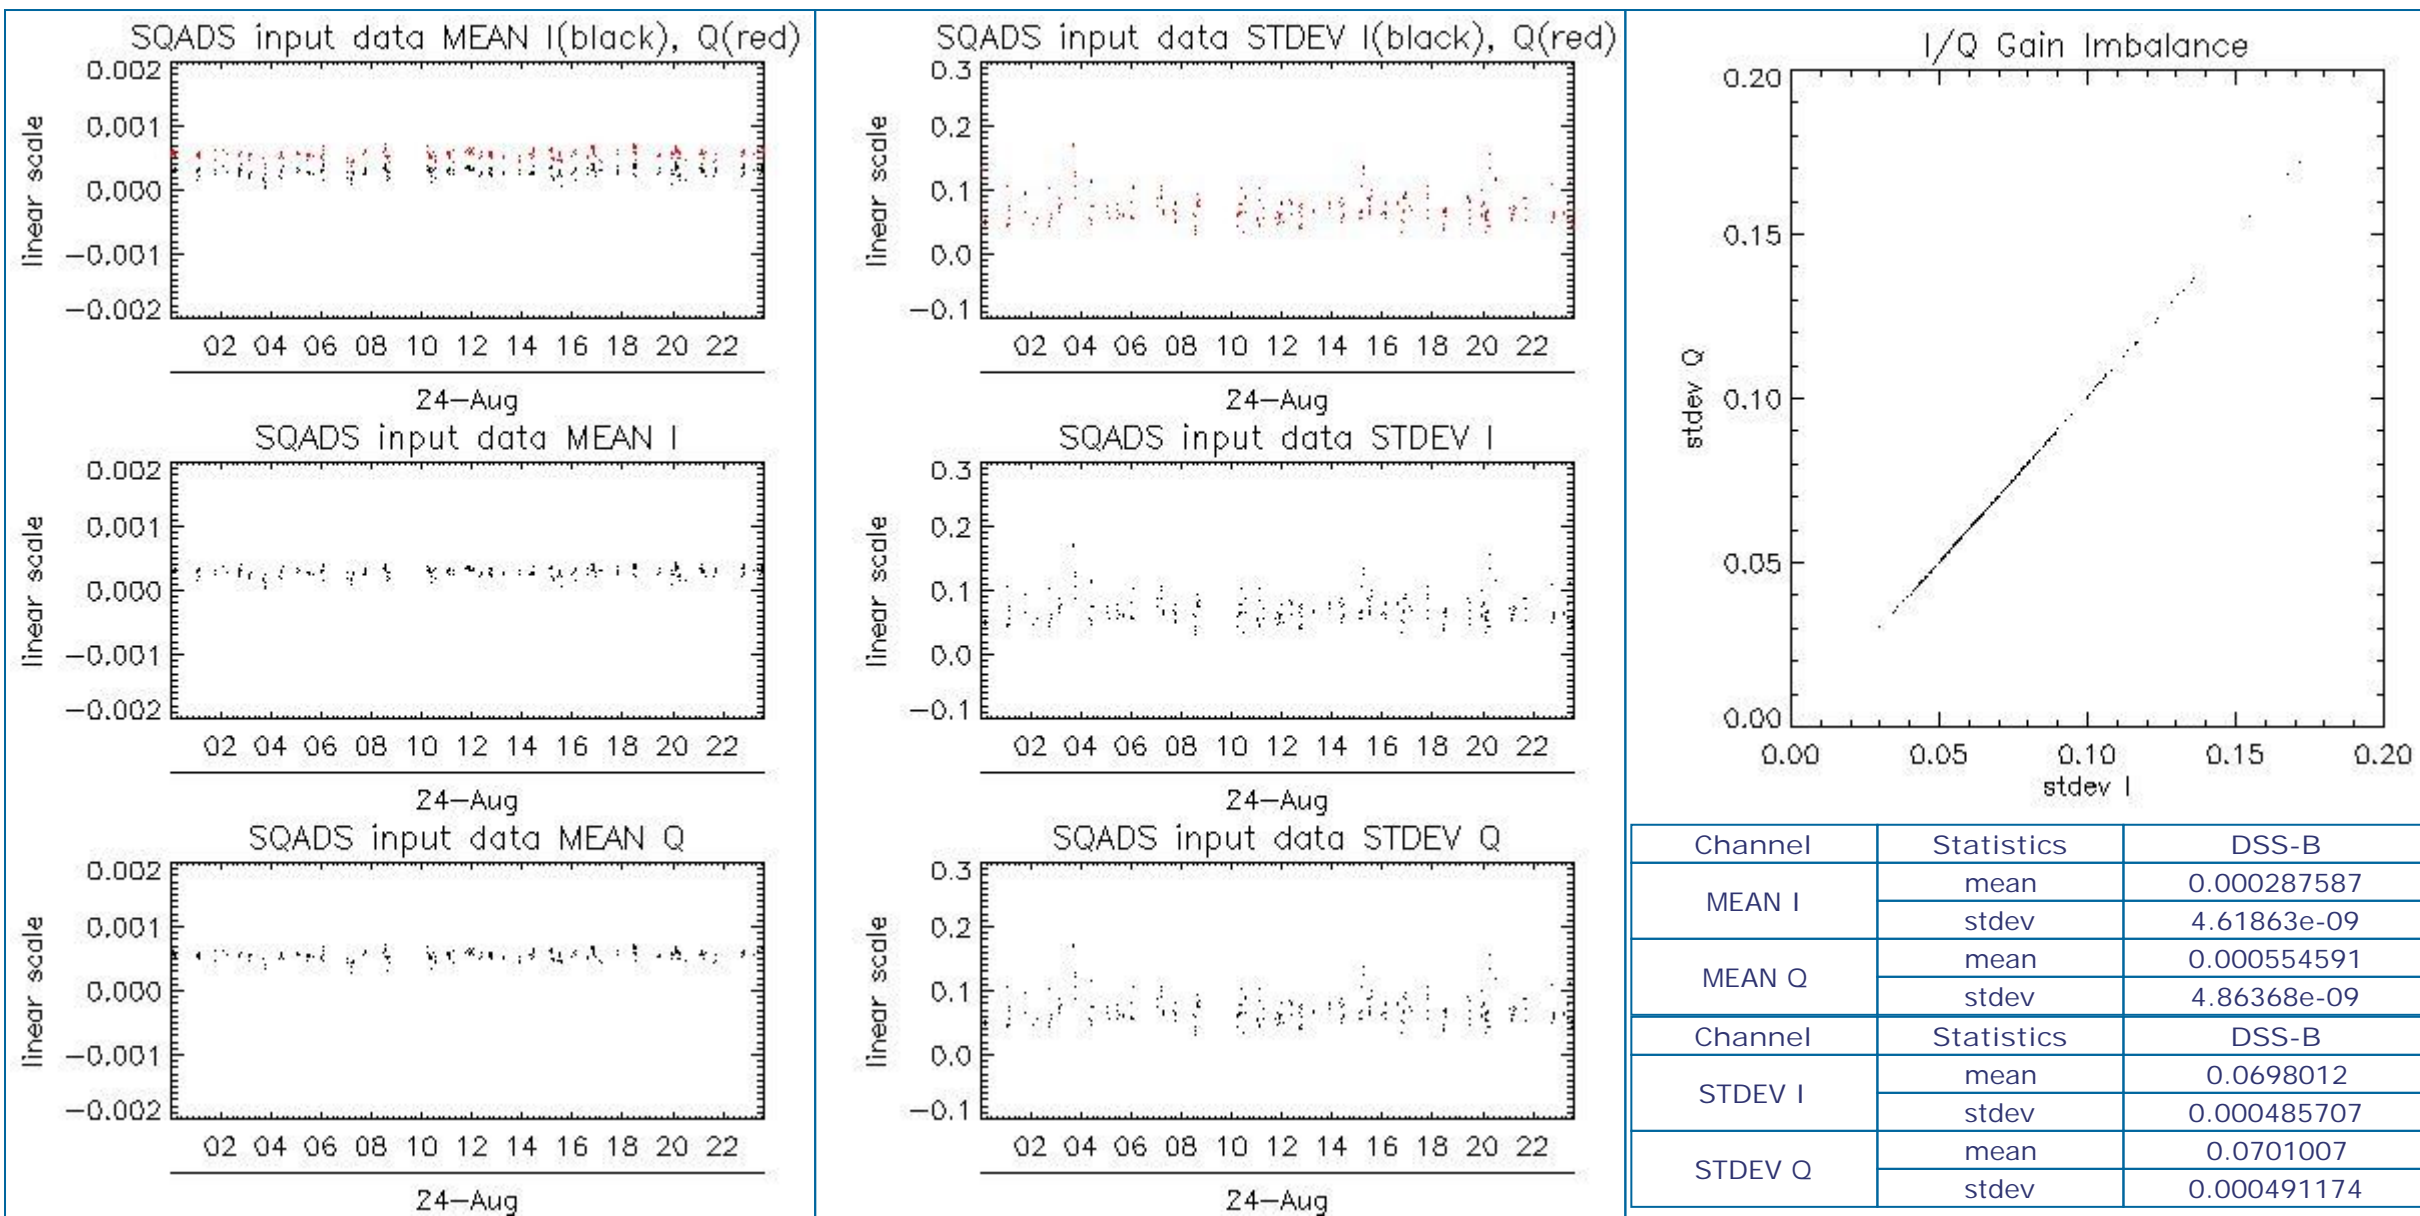 SQADS input data MEAN I(black), Q(red)
0.002
0.001
0.000
−0.001
−0.002
linear scale
02 04 06 08 10 12 14 16 18 20 22
24−Aug
SQADS input data MEAN I
0.002
0.001
0.000
−0.001
−0.002
linear scale
02 04 06 08 10 12 14 16 18 20 22
24−Aug
SQADS input data MEAN Q
0.002
0.001
0.000
−0.001
−0.002
linear scale
02 04 06 08 10 12 14 16 18 20 22
24−Aug
SQADS input data STDEV I(black), Q(red)
0.3
0.2
0.1
0.0
−0.1
linear scale
02 04 06 08 10 12 14 16 18 20 22
24−Aug
SQADS input data STDEV I
0.3
0.2
0.1
0.0
−0.1
linear scale
02 04 06 08 10 12 14 16 18 20 22
24−Aug
SQADS input data STDEV Q
0.3
0.2
0.1
0.0
−0.1
linear scale
02 04 06 08 10 12 14 16 18 20 22
24−Aug
I/Q Gain Imbalance
0.20
0.15
0.10
0.05
0.00
stdev Q
0.00 0.05 0.10 0.15 0.20
stdev I
Channel Statistics DSS-B
MEAN I mean 0.000287587
stdev 4.61863e-09
MEAN Q mean 0.000554591
stdev 4.86368e-09
Channel Statistics DSS-B
STDEV I mean 0.0698012
stdev 0.000485707
STDEV Q mean 0.0701007
stdev 0.000491174